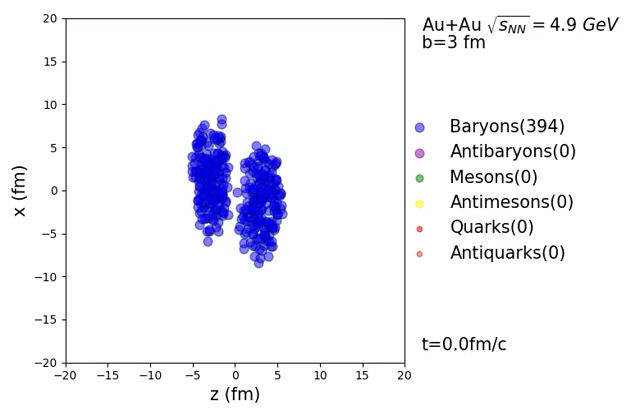 Au+Au √s_NN = 4.9 GeV
b=3 fm
Baryons(394)
Antibaryons(0)
Mesons(0)
Antimesons(0)
Quarks(0)
Antiquarks(0)
t=0.0fm/c
20
15
10
5
0
−5
−10
−15
−20
x (fm)
−20 −15 −10 −5 0 5 10 15 20
z (fm)